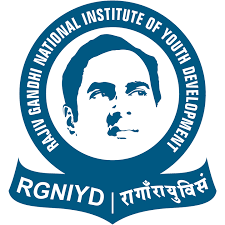 RAJIV GANDHI NATIONAL INSTITUTE OF YOUTH DEVELOPMENT
RGNIYD | रागाँरायुविसं